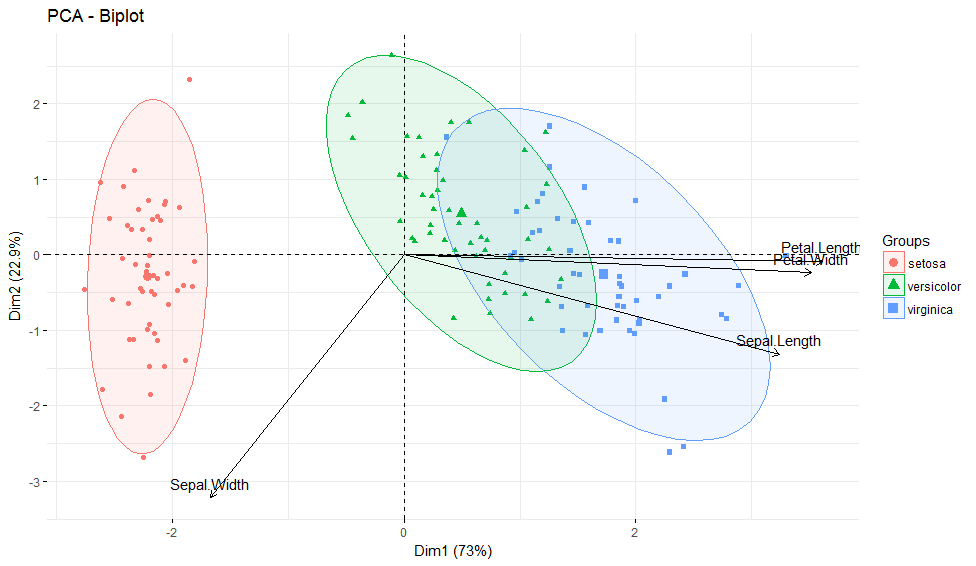 PCA - Biplot
Dim2 (22.9%)
2
1
0
-1
-2
-3
Petal.Length
Petal.Width
Sepal.Length
Sepal.Width
-2
0
2
Dim1 (73%)
Groups
setosa
versicolor
virginica